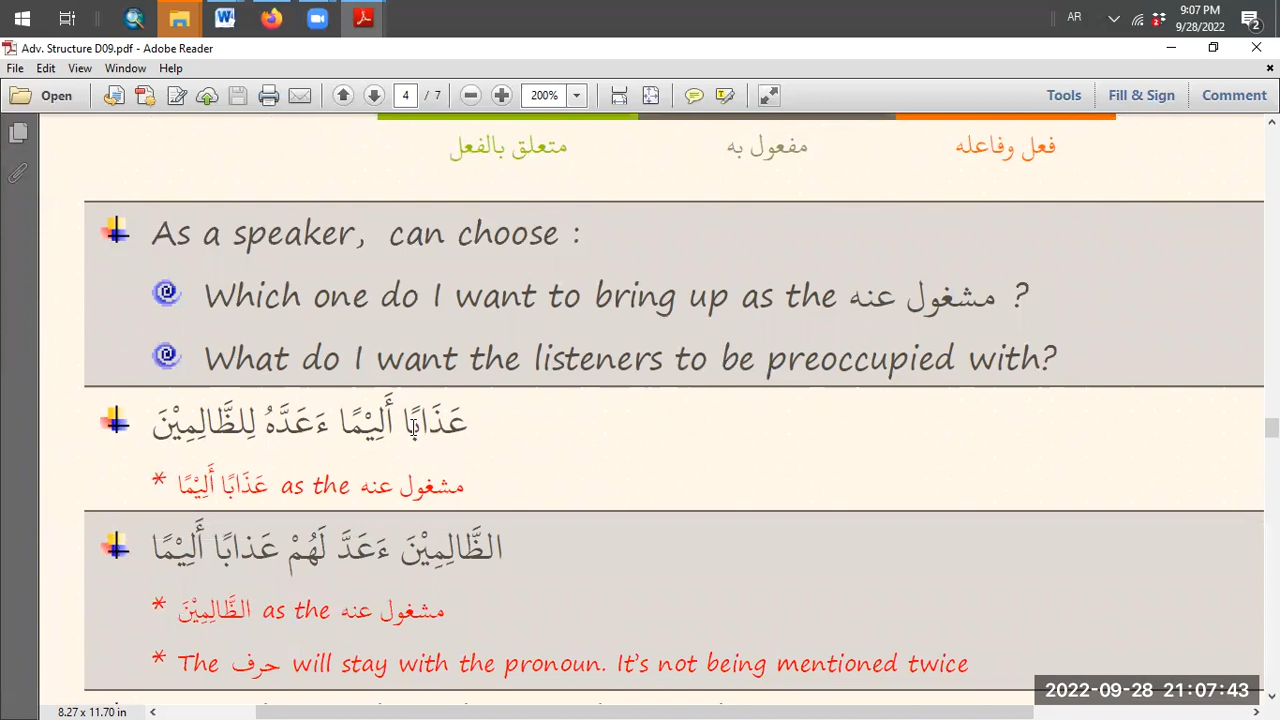 AR
9:07 PM
9/28/2022
2
Adv. Structure D09.pdf - Adobe Reader
File Edit View Window Help
Open 4 / 7 200% Tools Fill & Sign Comment
فعل وفاعله مفعول به متعلق بالفعل
As a speaker, can choose :
Which one do I want to bring up as the مشغول عنه ?
What do I want the listeners to be preoccupied with?
عَذَابًا أَلِيْمًا ءَعَدَّهُ لِلظَّالِمِيْنَ
* عَذَابًا أَلِيْمًا as the مشغول عنه
الظَّالِمِيْنَ ءَعَدَّ لَهُمْ عَذابًا أَلِيْمًا
* الظَّالِمِيْنَ as the مشغول عنه
* The حرف will stay with the pronoun. It's not being mentioned twice
2022-09-28 21:07:43
8.27 x 11.70 in